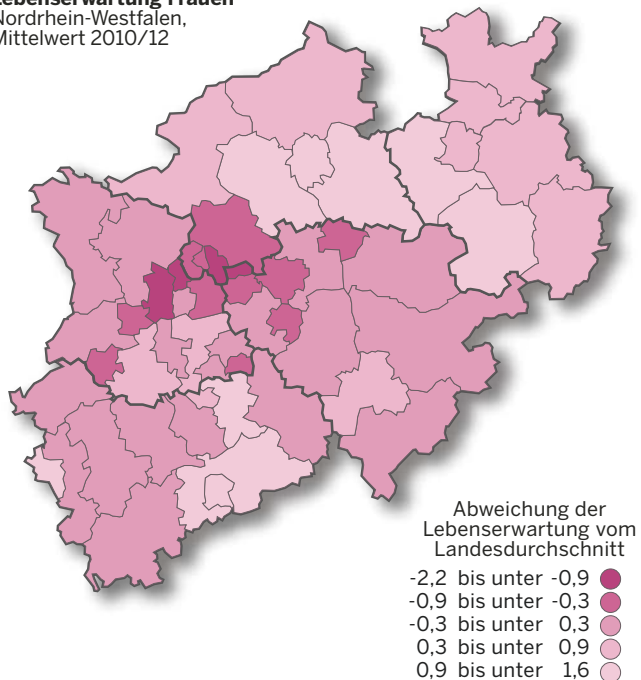 Lebenserwartung Frauen
Nordrhein-Westfalen,
Mittelwert 2010/12
Abweichung der
Lebenserwartung vom
Landesdurchschnitt
-2,2 bis unter -0,9
-0,9 bis unter -0,3
-0,3 bis unter 0,3
0,3 bis unter 0,9
0,9 bis unter 1,6